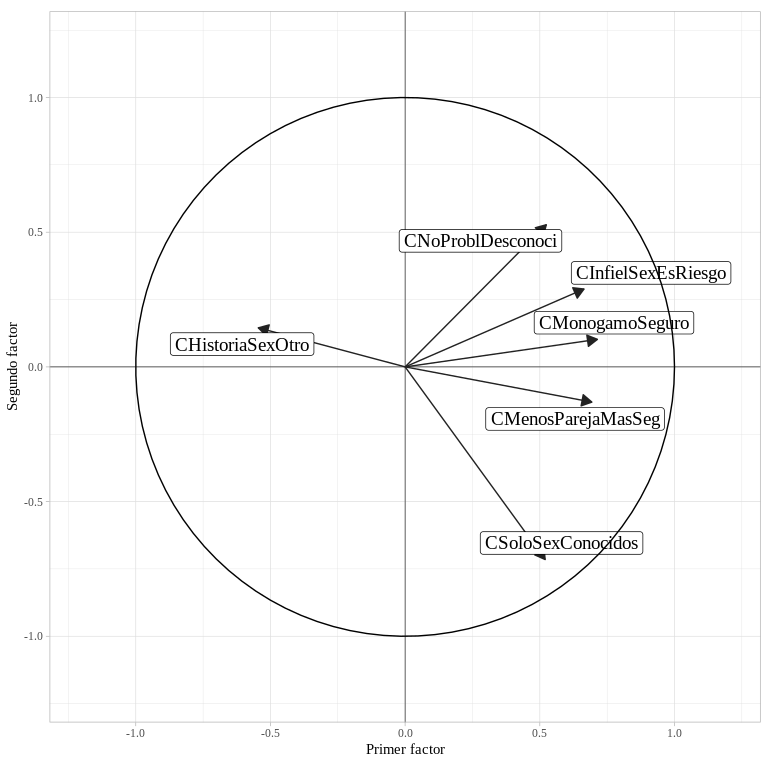 1.0
0.5
0.0
-0.5
-1.0
Segundo factor
CNoProblDesconoci
CInfielSexEsRiesgo
CMonogamoSeguro
CHistoriaSexOtro
CMenosParejaMasSeg
CSoloSexConocidos
-1.0 -0.5 0.0 0.5 1.0
Primer factor